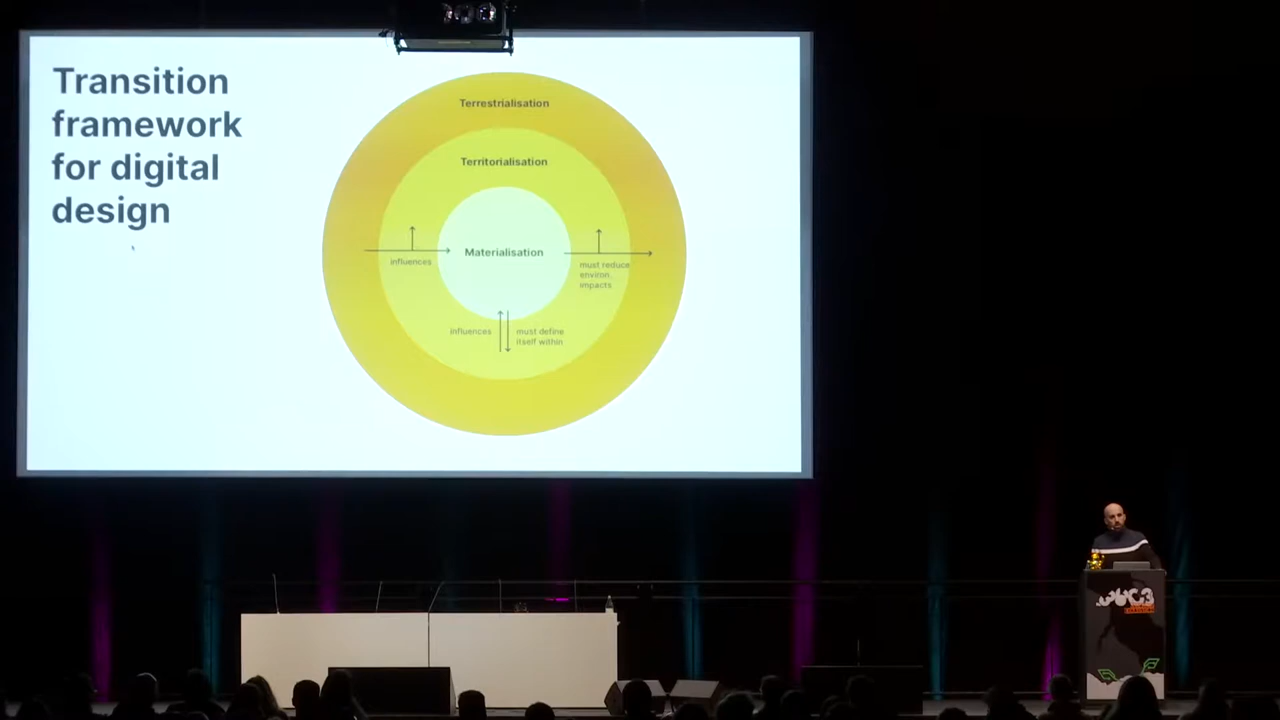 Transition
framework
for digital
design
Terrestrialisation
Territorialisation
Materialisation
influences
must reduce
environ.
impacts
influences
must define
itself within